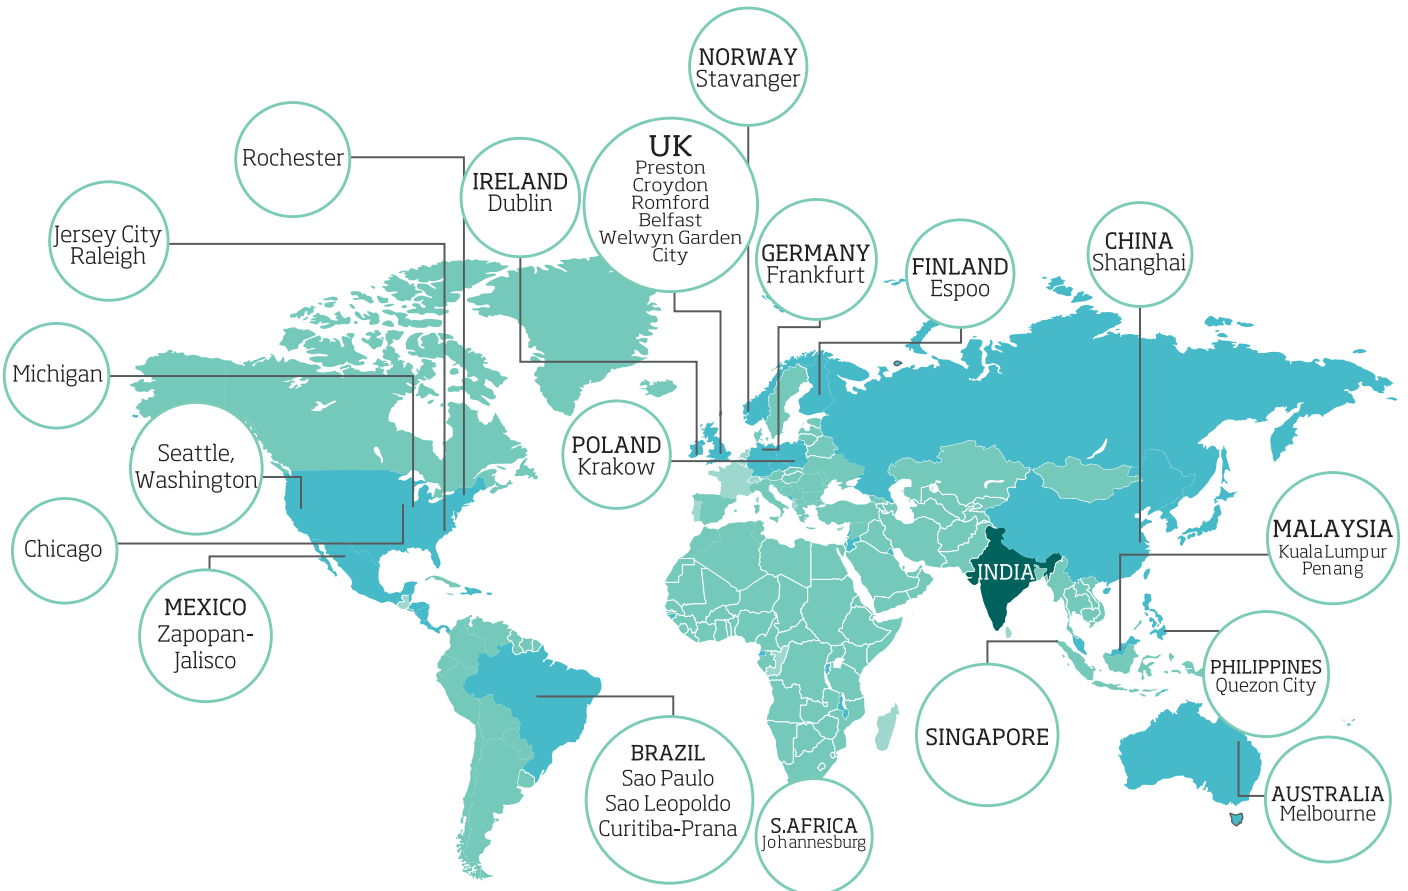 NORWAY
Stavanger
Rochester
UK
Preston
Croydon
Romford
Belfast
Welwyn Garden
City
IRELAND
Dublin
Jersey City
Raleigh
GERMANY
Frankfurt
FINLAND
Espoo
CHINA
Shanghai
Michigan
POLAND
Krakow
Seattle,
Washington
Chicago
MEXICO
Zapopan-
Jalisco
INDIA
MALAYSIA
Kuala Lumpur
Penang
PHILIPPINES
Quezon City
SINGAPORE
BRAZIL
Sao Paulo
Sao Leopoldo
Curitiba-Prana
S.AFRICA
Johannesburg
AUSTRALIA
Melbourne